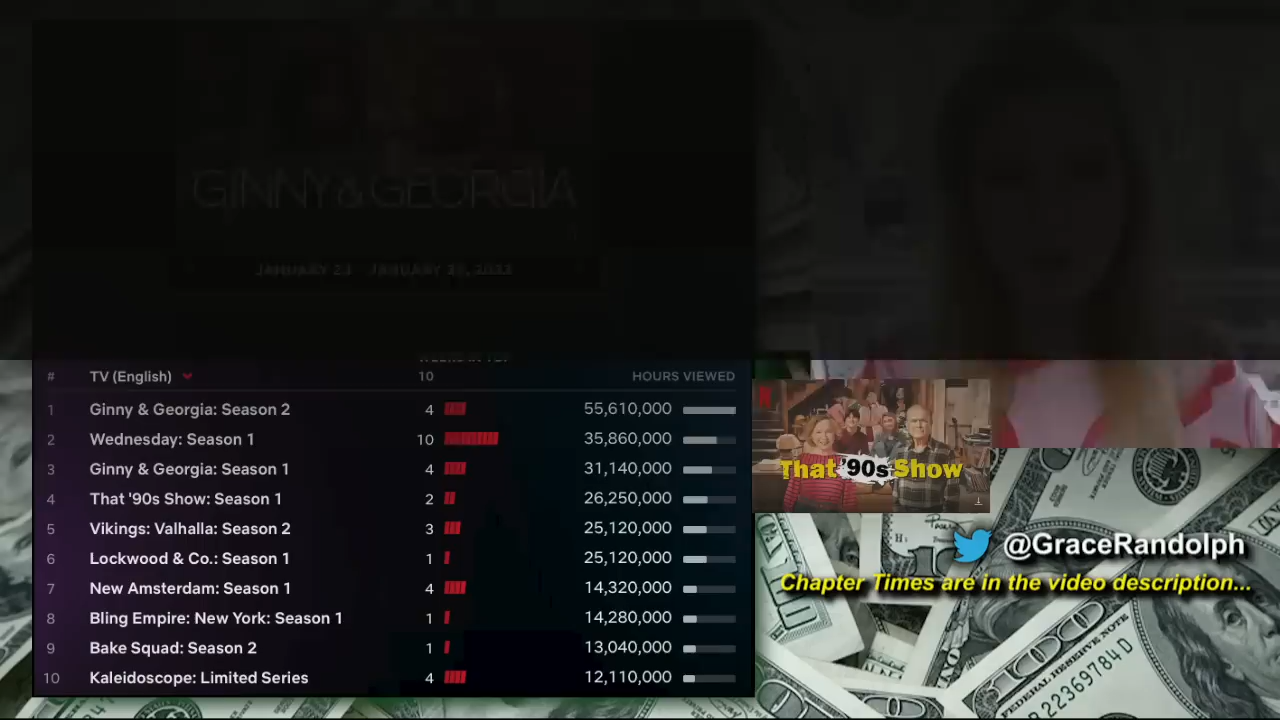 GINNY & GEORGIA
# TV (English) 10 HOURS VIEWED
1 Ginny & Georgia: Season 2 4 55,610,000
2 Wednesday: Season 1 10 35,860,000
3 Ginny & Georgia: Season 1 4 31,140,000
4 That '90s Show: Season 1 2 26,250,000
5 Vikings: Valhalla: Season 2 3 25,120,000
6 Lockwood & Co.: Season 1 1 25,120,000
7 New Amsterdam: Season 1 4 14,320,000
8 Bling Empire: New York: Season 1 1 14,280,000
9 Bake Squad: Season 2 1 13,040,000
10 Kaleidoscope: Limited Series 4 12,110,000
That '90s Show
@GraceRandolph
Chapter Times are in the video description...
100
FEDERAL RESERVE NOTE